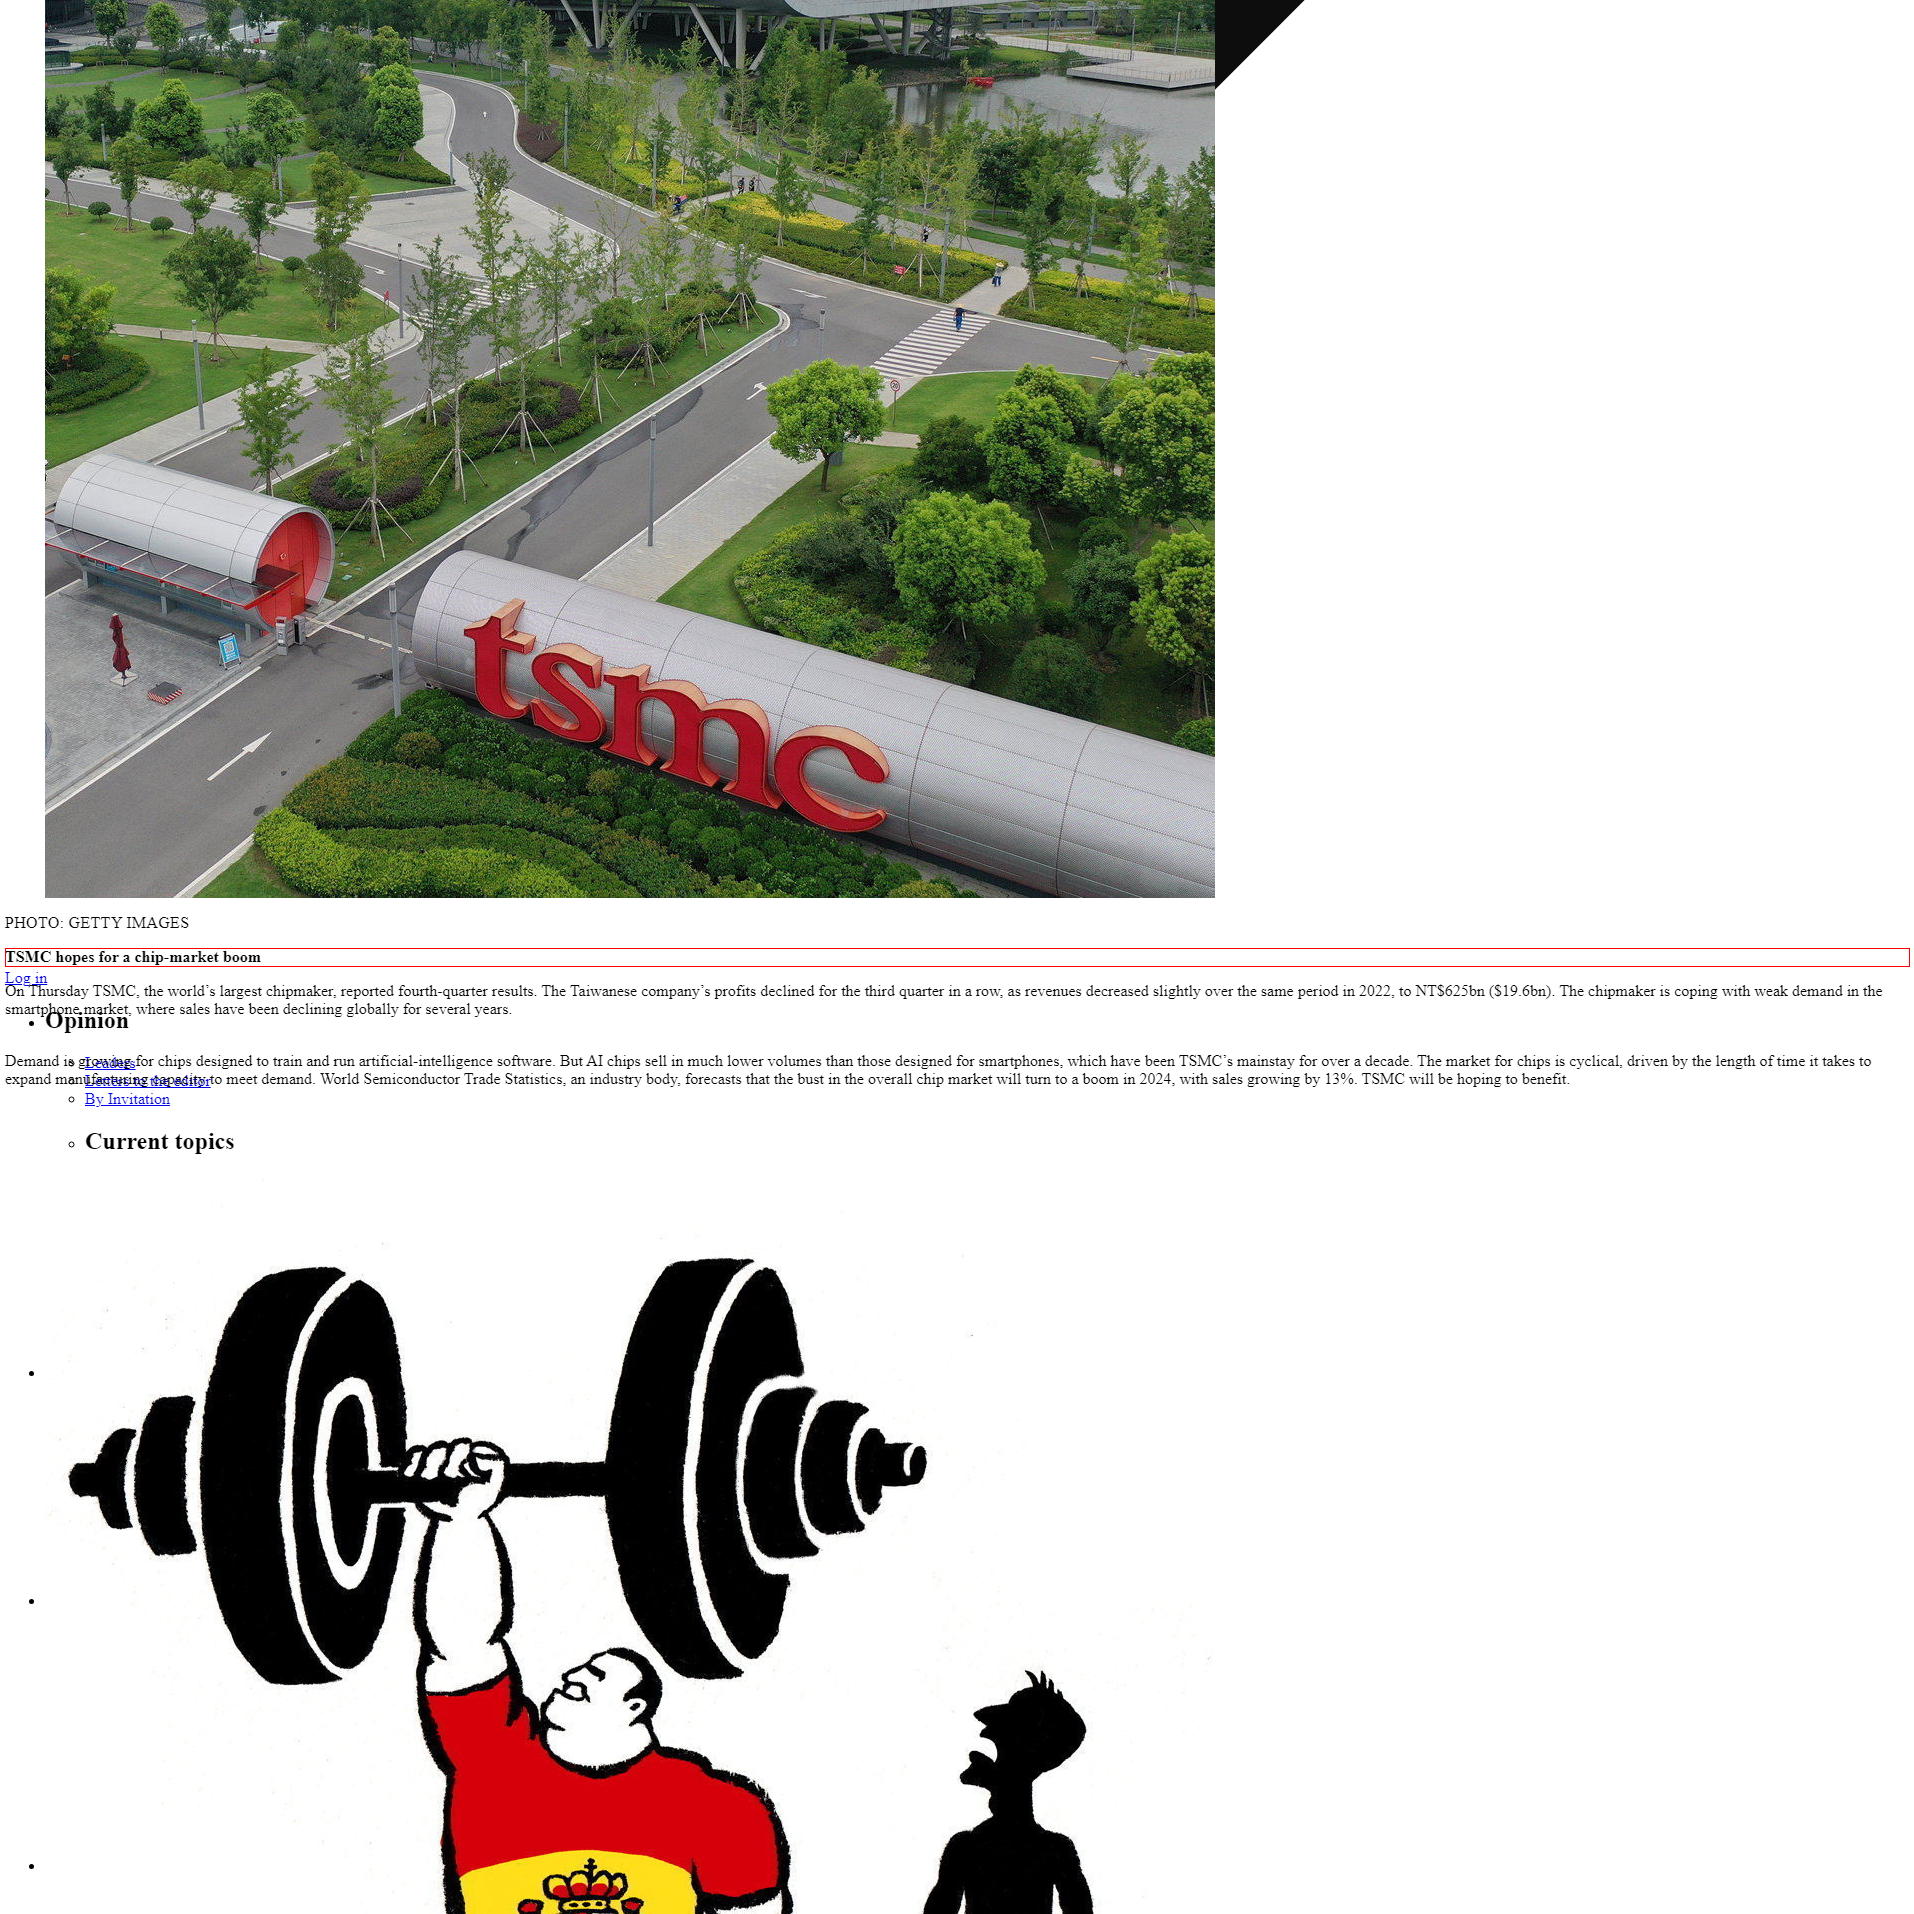 tsmc
PHOTO: GETTY IMAGES
TSMC hopes for a chip-market boom
Log in
On Thursday TSMC, the world’s largest chipmaker, reported fourth-quarter results. The Taiwanese company’s profits declined for the third quarter in a row, as revenues decreased slightly over the same period in 2022, to NT$625bn ($19.6bn). The chipmaker is coping with weak demand in the
smartphone market, where sales have been declining globally for several years.
Opinion
Demand is growing for chips designed to train and run artificial-intelligence software. But AI chips sell in much lower volumes than those designed for smartphones, which have been TSMC’s mainstay for over a decade. The market for chips is cyclical, driven by the length of time it takes to
Leaders
expand manufacturing capacity to meet demand. World Semiconductor Trade Statistics, an industry body, forecasts that the bust in the overall chip market will turn to a boom in 2024, with sales growing by 13%. TSMC will be hoping to benefit.
Letters to the editor
By Invitation
Current topics